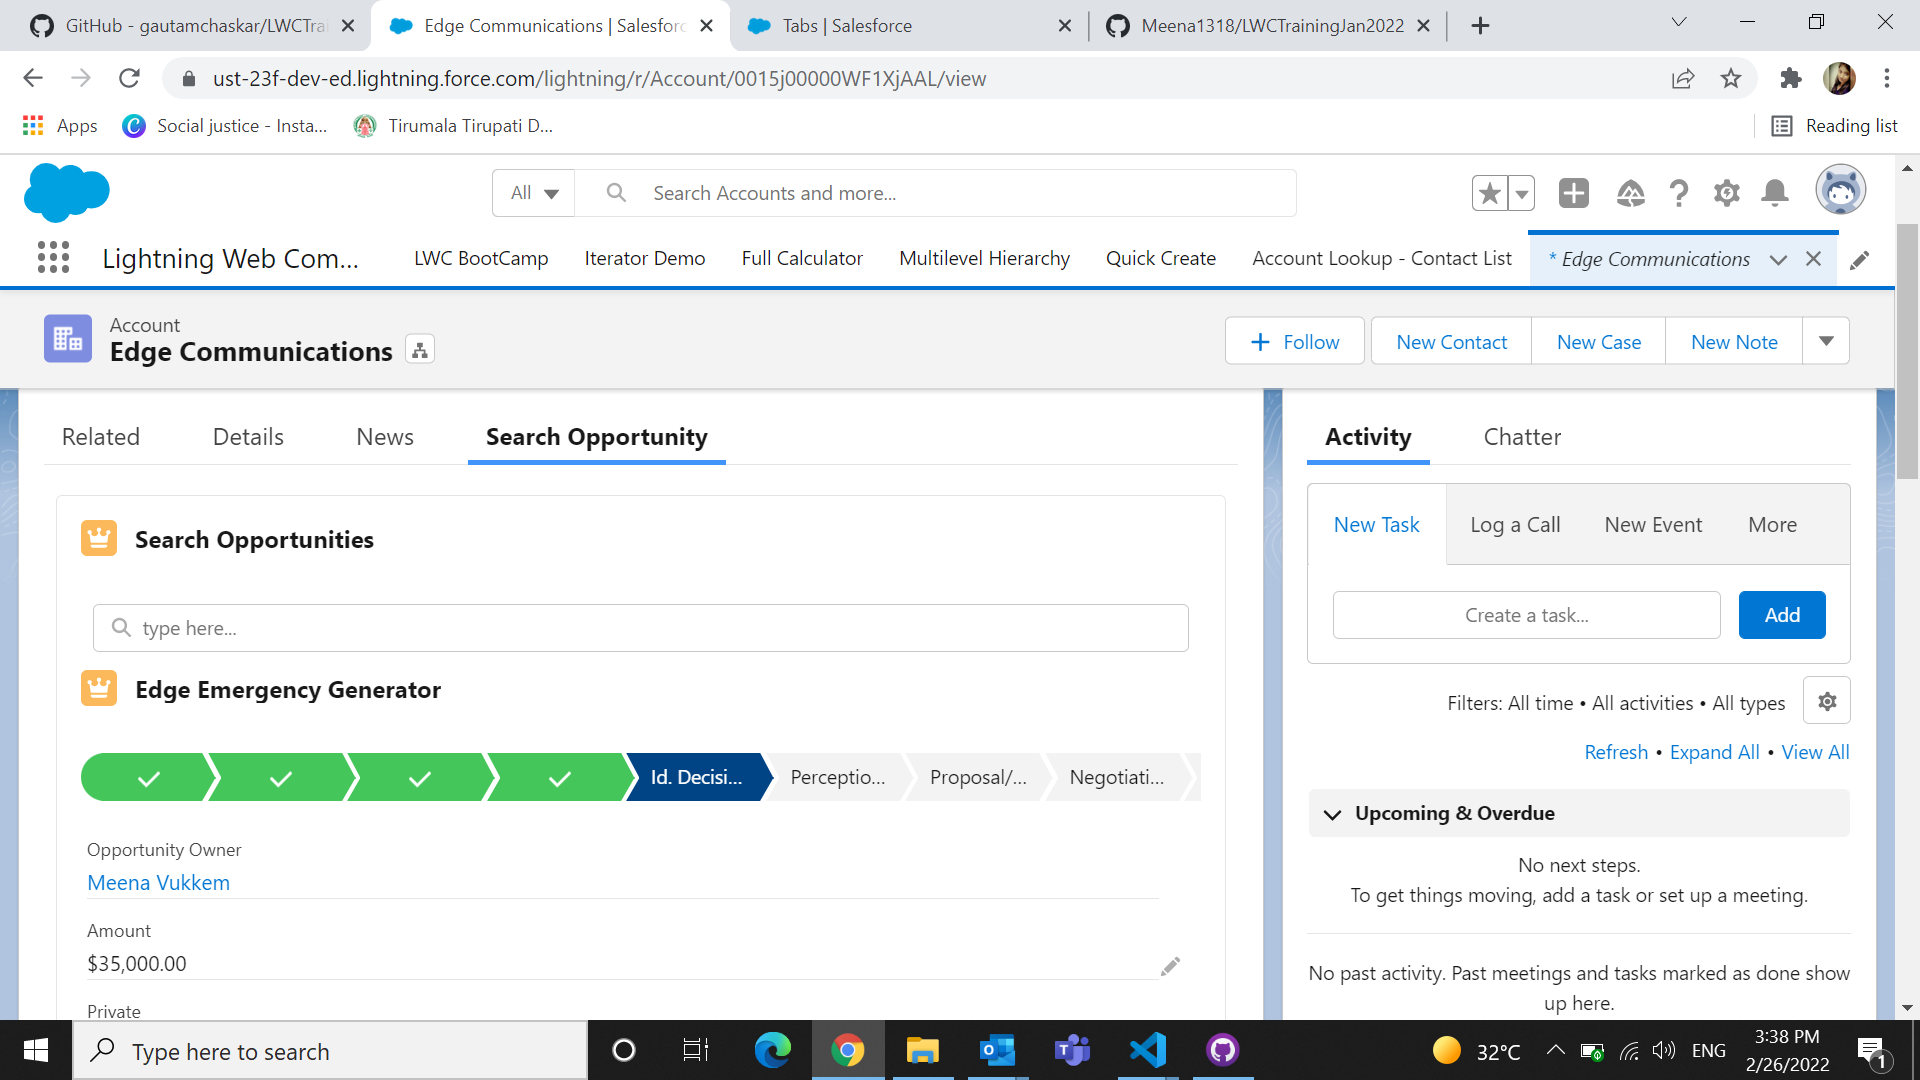 GitHub - gautamchaskar/LWCTrai
Edge Communications | Salesforc
Tabs | Salesforce
Meena1318/LWCTrainingJan2022
ust-23f-dev-ed.lightning.force.com/lightning/r/Account/0015j00000WF1XjAAL/view
Apps
Social justice - Insta...
Tirumala Tirupati D...
Reading list
All
Search Accounts and more...
Lightning Web Com...
LWC BootCamp
Iterator Demo
Full Calculator
Multilevel Hierarchy
Quick Create
Account Lookup - Contact List
* Edge Communications
Account
Edge Communications
Follow
New Contact
New Case
New Note
Related
Details
News
Search Opportunity
Search Opportunities
type here...
Edge Emergency Generator
Id. Decisi...
Perceptio...
Proposal/...
Negotiati...
Opportunity Owner
Meena Vukkem
Amount
$35,000.00
Private
Activity
Chatter
New Task
Log a Call
New Event
More
Create a task...
Add
Filters: All time • All activities • All types
Refresh • Expand All • View All
Upcoming & Overdue
No next steps.
To get things moving, add a task or set up a meeting.
No past activity. Past meetings and tasks marked as done show
up here.
Type here to search
32°C
ENG
3:38 PM
2/26/2022
1